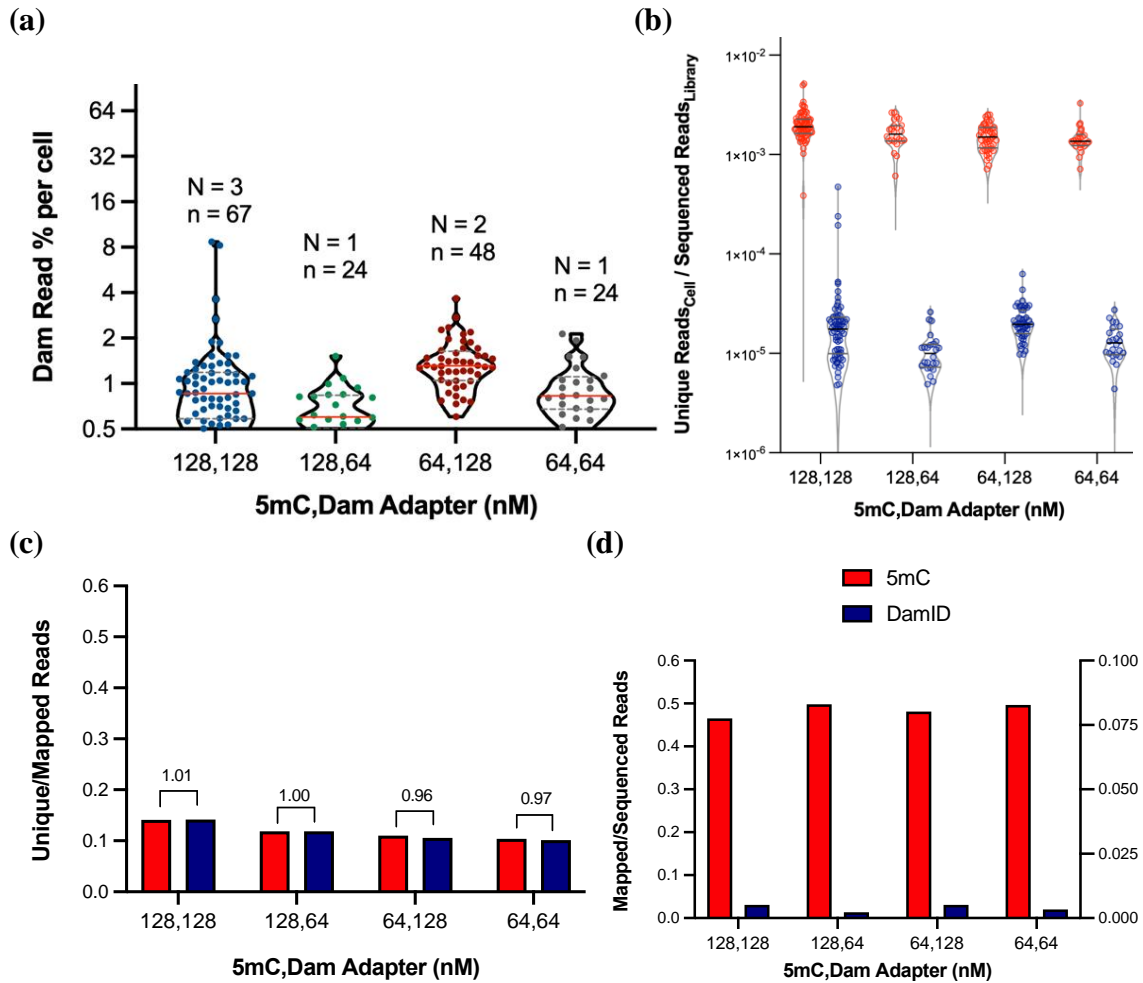 (a)
Dam Read % per cell
64
32
16
8
4
2
1
0.5
N = 3
n = 67
N = 1
n = 24
N = 2
n = 48
N = 1
n = 24
128,128
128,64
64,128
64,64
5mC,Dam Adapter (nM)
(b)
Unique Reads_Cell / Sequenced Reads_Library
1×10⁻²
1×10⁻³
1×10⁻⁴
1×10⁻⁵
1×10⁻⁶
128,128
128,64
64,128
64,64
5mC,Dam Adapter (nM)
(c)
Unique/Mapped Reads
0.6
0.5
0.4
0.3
0.2
0.1
0.0
1.01
1.00
0.96
0.97
128,128
128,64
64,128
64,64
5mC,Dam Adapter (nM)
(d)
5mC
DamID
Mapped/Sequenced Reads
0.6
0.5
0.4
0.3
0.2
0.1
0.0
0.100
0.075
0.050
0.025
0.000
128,128
128,64
64,128
64,64
5mC,Dam Adapter (nM)